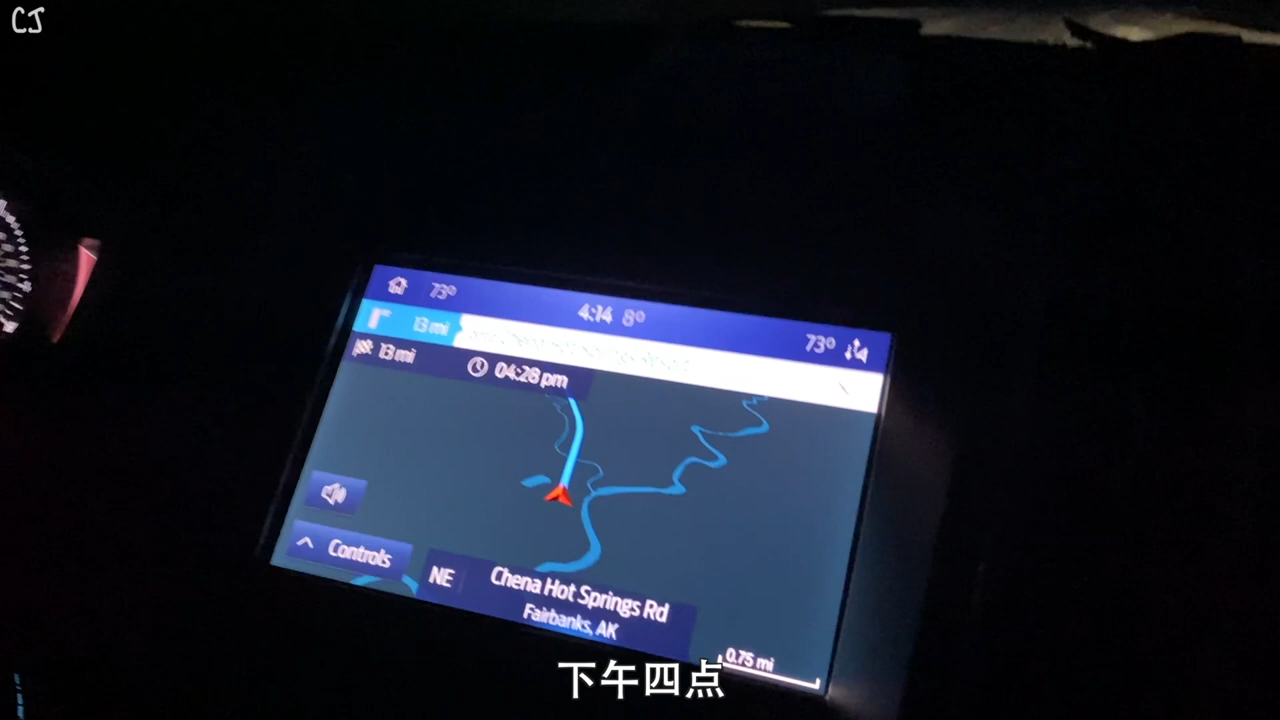 CJ
73°
4:14 8°
73°
13 mi
13 mi
04:28 pm
Controls
NE
Chena Hot Springs Rd
Fairbanks, AK
0.75 mi
下午四点